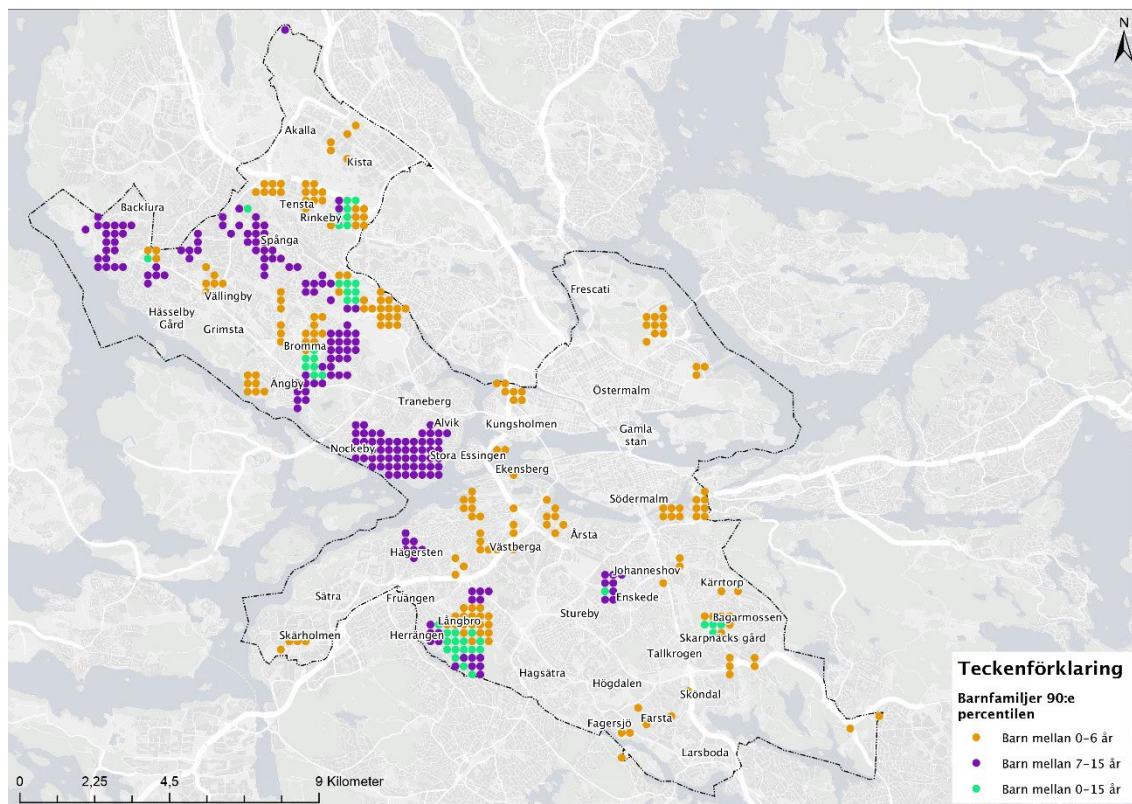 N
Akalla
Kista
Tensta
Backlura
Rinkeby
Spånga
Frescati
Vällingby
Hässelby
Gård
Grimsta
Bromma
Ängby
Östermalm
Traneberg
Alvik
Kungsholmen
Gamla
stan
Nockeby
Stora Essingen
Ekensberg
Södermalm
Årsta
Västberga
Hägersten
Johanneshov
Kärrtorp
Sätra
Fruängen
Enskede
Stureby
Långbro
Bagarmossen
Skärholmen
Herrängen
Skarpnäcks gård
Tallkrogen
Hagsätra
Högdalen
Sköndal
Fagersjö
Farsta
Larsboda
Teckenförklaring
Barnfamiljer 90:e
percentilen
Barn mellan 0-6 år
Barn mellan 7-15 år
Barn mellan 0-15 år
0 2,25 4,5 9 Kilometer